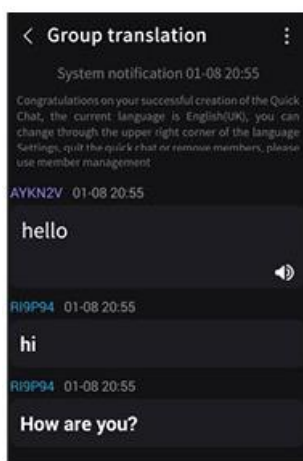 Group translation
System notification 01-08 20:55
Congratulations on your successful creation of the Quick
Chat, the current language is English(UK), you can
change through the upper right corner of the language
Settings, quit the quick chat or remove members, please
use member management
AYKN2V 01-08 20:55
hello
RI9P94 01-08 20:55
hi
RI9P94 01-08 20:55
How are you?